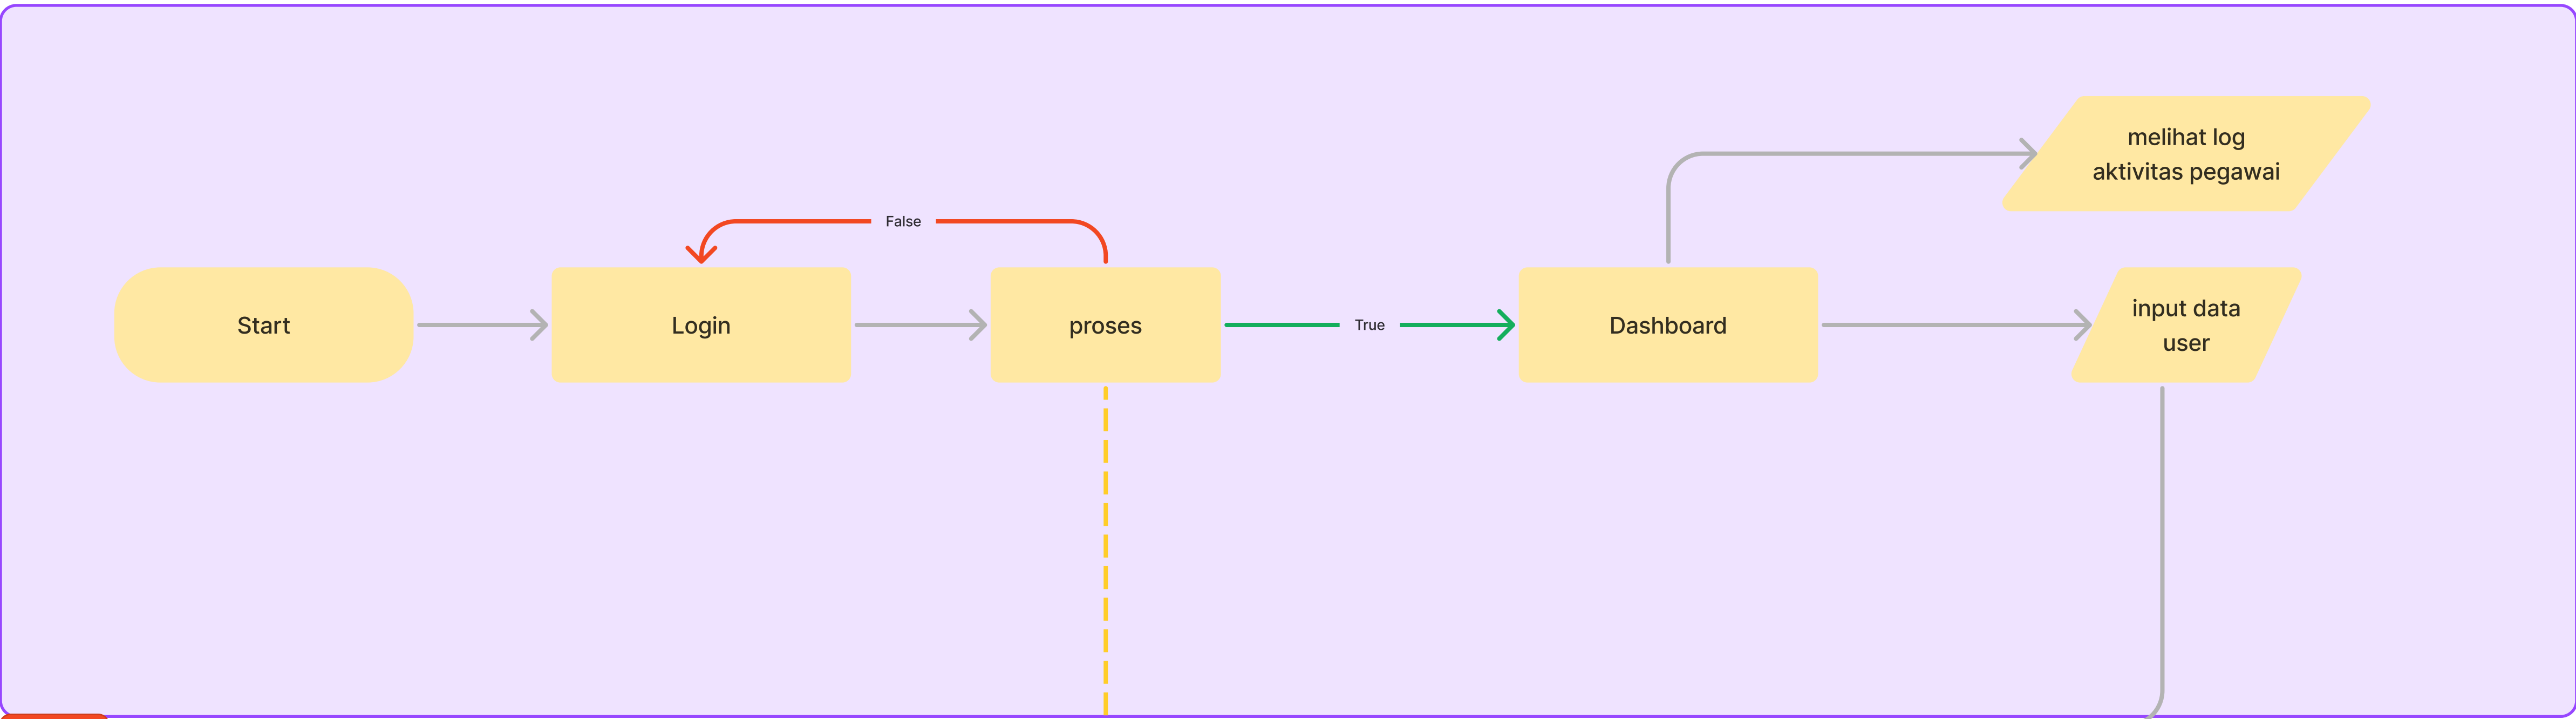 melihat log
aktivitas pegawai
False
Start
Login
proses
True
Dashboard
input data
user